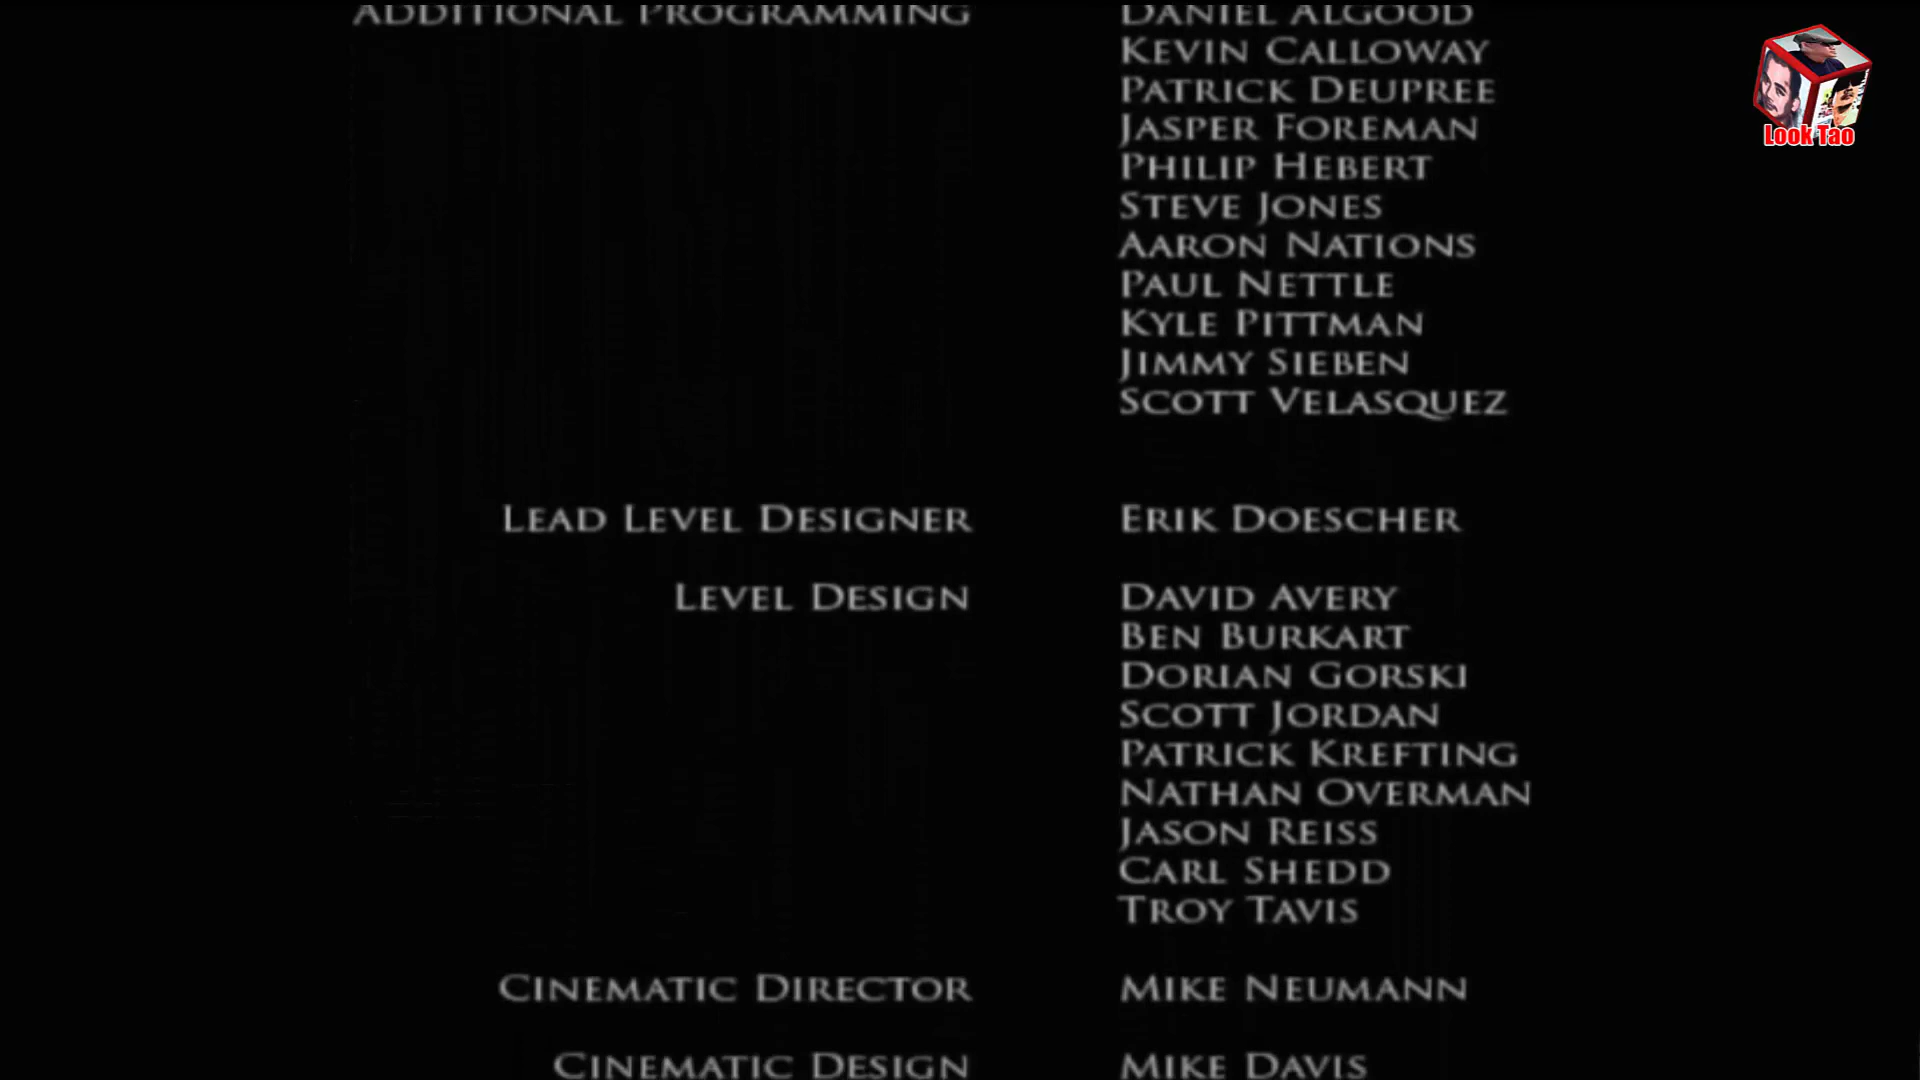 Additional Programming Daniel Algood
Kevin Calloway
Patrick Deupree
Jasper Foreman
Philip Hebert
Steve Jones
Aaron Nations
Paul Nettle
Kyle Pittman
Jimmy Sieben
Scott Velasquez
Lead Level Designer Erik Doescher
Level Design David Avery
Ben Burkart
Dorian Gorski
Scott Jordan
Patrick Krefting
Nathan Overman
Jason Reiss
Carl Shedd
Troy Tavis
Cinematic Director Mike Neumann
Cinematic Design Mike Davis
Look Tao